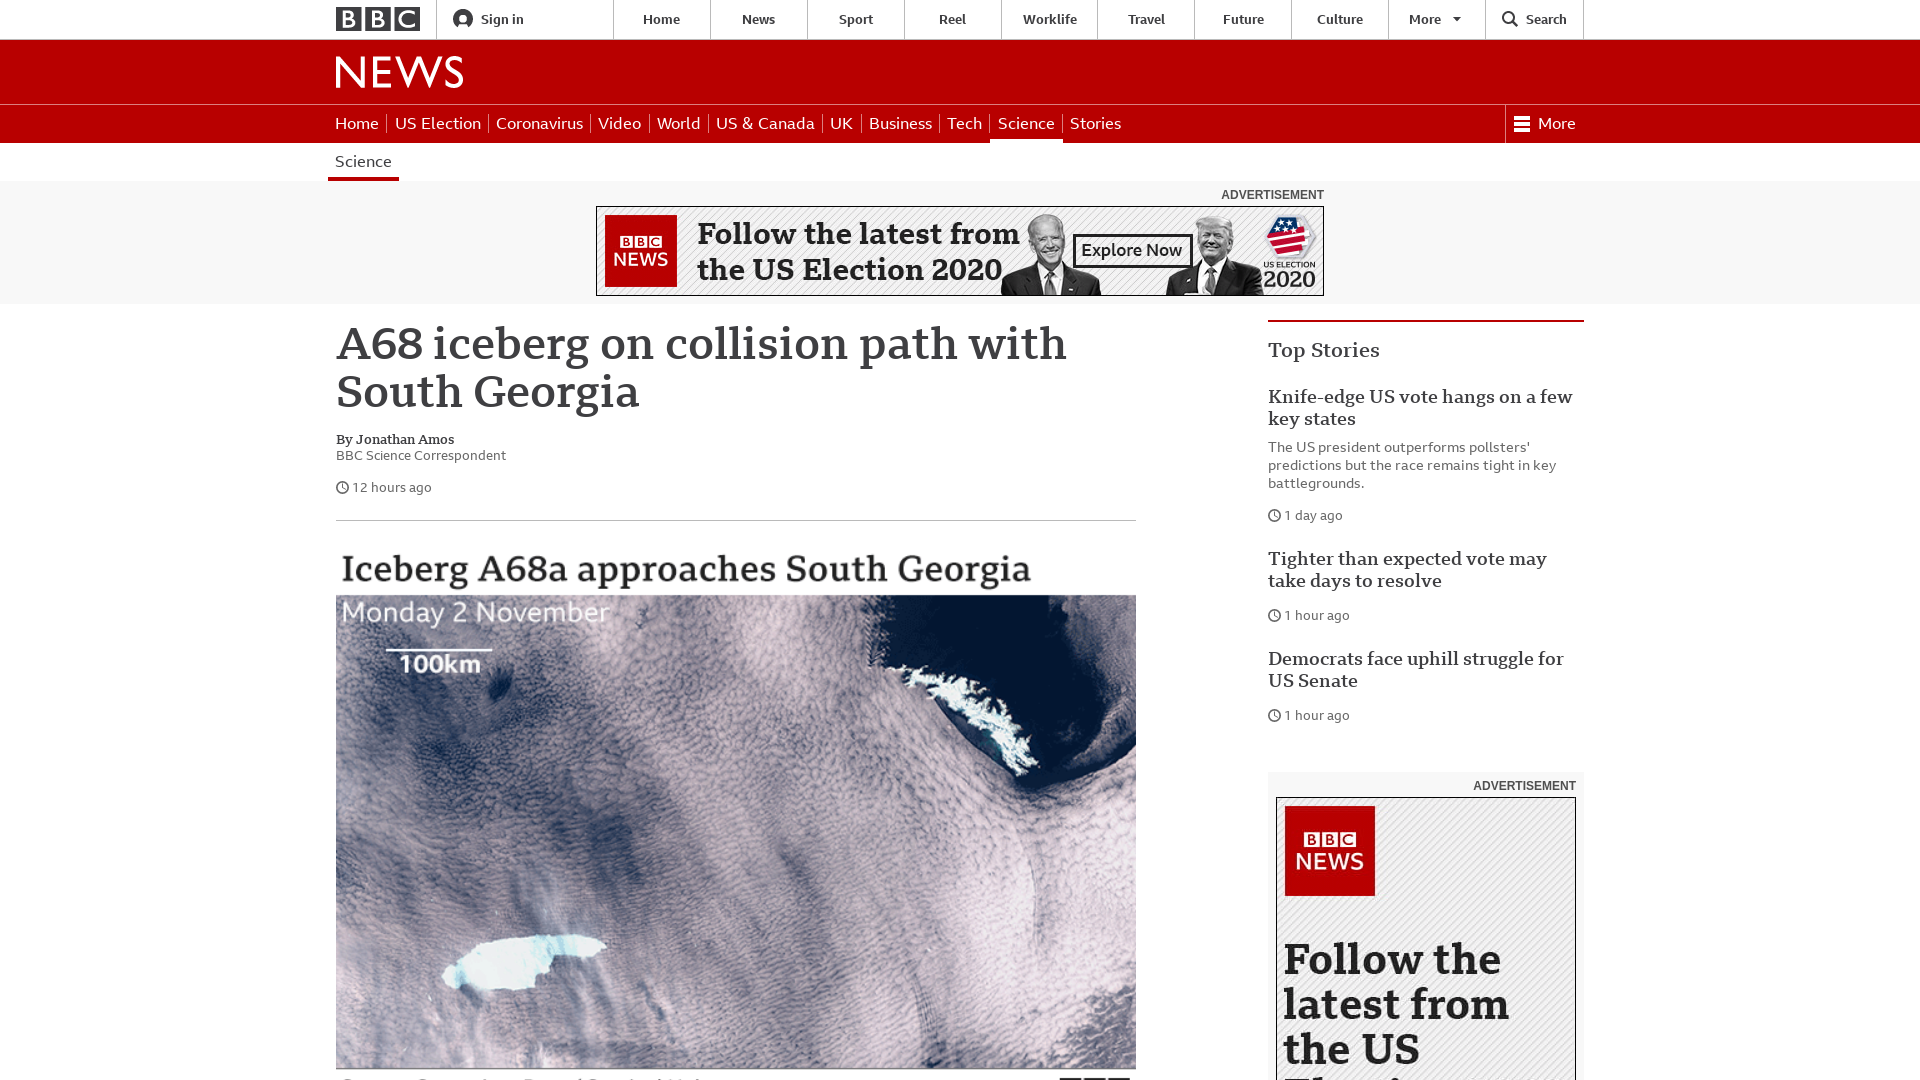 BBC
Sign in
Home
News
Sport
Reel
Worklife
Travel
Future
Culture
More
Search
NEWS
Home
US Election
Coronavirus
Video
World
US & Canada
UK
Business
Tech
Science
Stories
More
Science
ADVERTISEMENT
BBC
NEWS
Follow the latest from
the US Election 2020
Explore Now
US ELECTION
2020
A68 iceberg on collision path with
South Georgia
By Jonathan Amos
BBC Science Correspondent
12 hours ago
Iceberg A68a approaches South Georgia
Monday 2 November
100km
Top Stories
Knife-edge US vote hangs on a few
key states
The US president outperforms pollsters'
predictions but the race remains tight in key
battlegrounds.
1 day ago
Tighter than expected vote may
take days to resolve
1 hour ago
Democrats face uphill struggle for
US Senate
1 hour ago
ADVERTISEMENT
BBC
NEWS
Follow the
latest from
the US